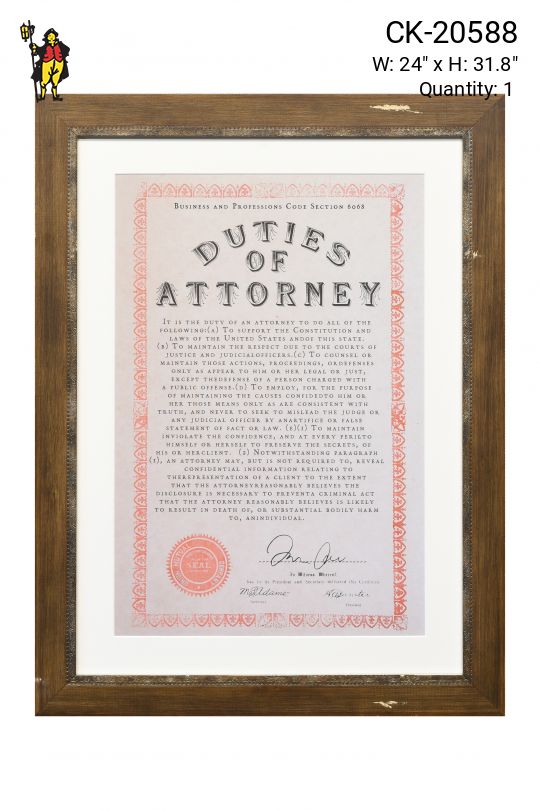 CK-20588
W: 24" x H: 31.8"
Quantity: 1
Business and Professions Code Section 6068
DUTIES
OF
ATTORNEY
It is the duty of an attorney to do all of the
following:(a) To support the Constitution and
laws of the United States andof this state.
(b) To maintain the respect due to the courts of
justice and judicialofficers.(c) To counsel or
maintain those actions, proceedings, ordefenses
only as appear to him or her legal or just,
except thedefense of a person charged with
a public offense.(d) To employ, for the purpose
of maintaining the causes confidedto him or
her those means only as are consistent with
truth, and never to seek to mislead the judge or
any judicial officer by anartifice or false
statement of fact or law. (e)(1) To maintain
inviolate the confidence, and at every perilto
himself or herself to preserve the secrets, of
his or herclient. (2) Notwithstanding paragraph
(1), an attorney may, but is not required to, reveal
confidential information relating to
therepresentation of a client to the extent
that the attorneyreasonably believes the
disclosure is necessary to preventa criminal act
that the attorney reasonably believes is likely
to result in death of, or substantial bodily harm
to, anindividual.
SEAL
In Witness Whereof,